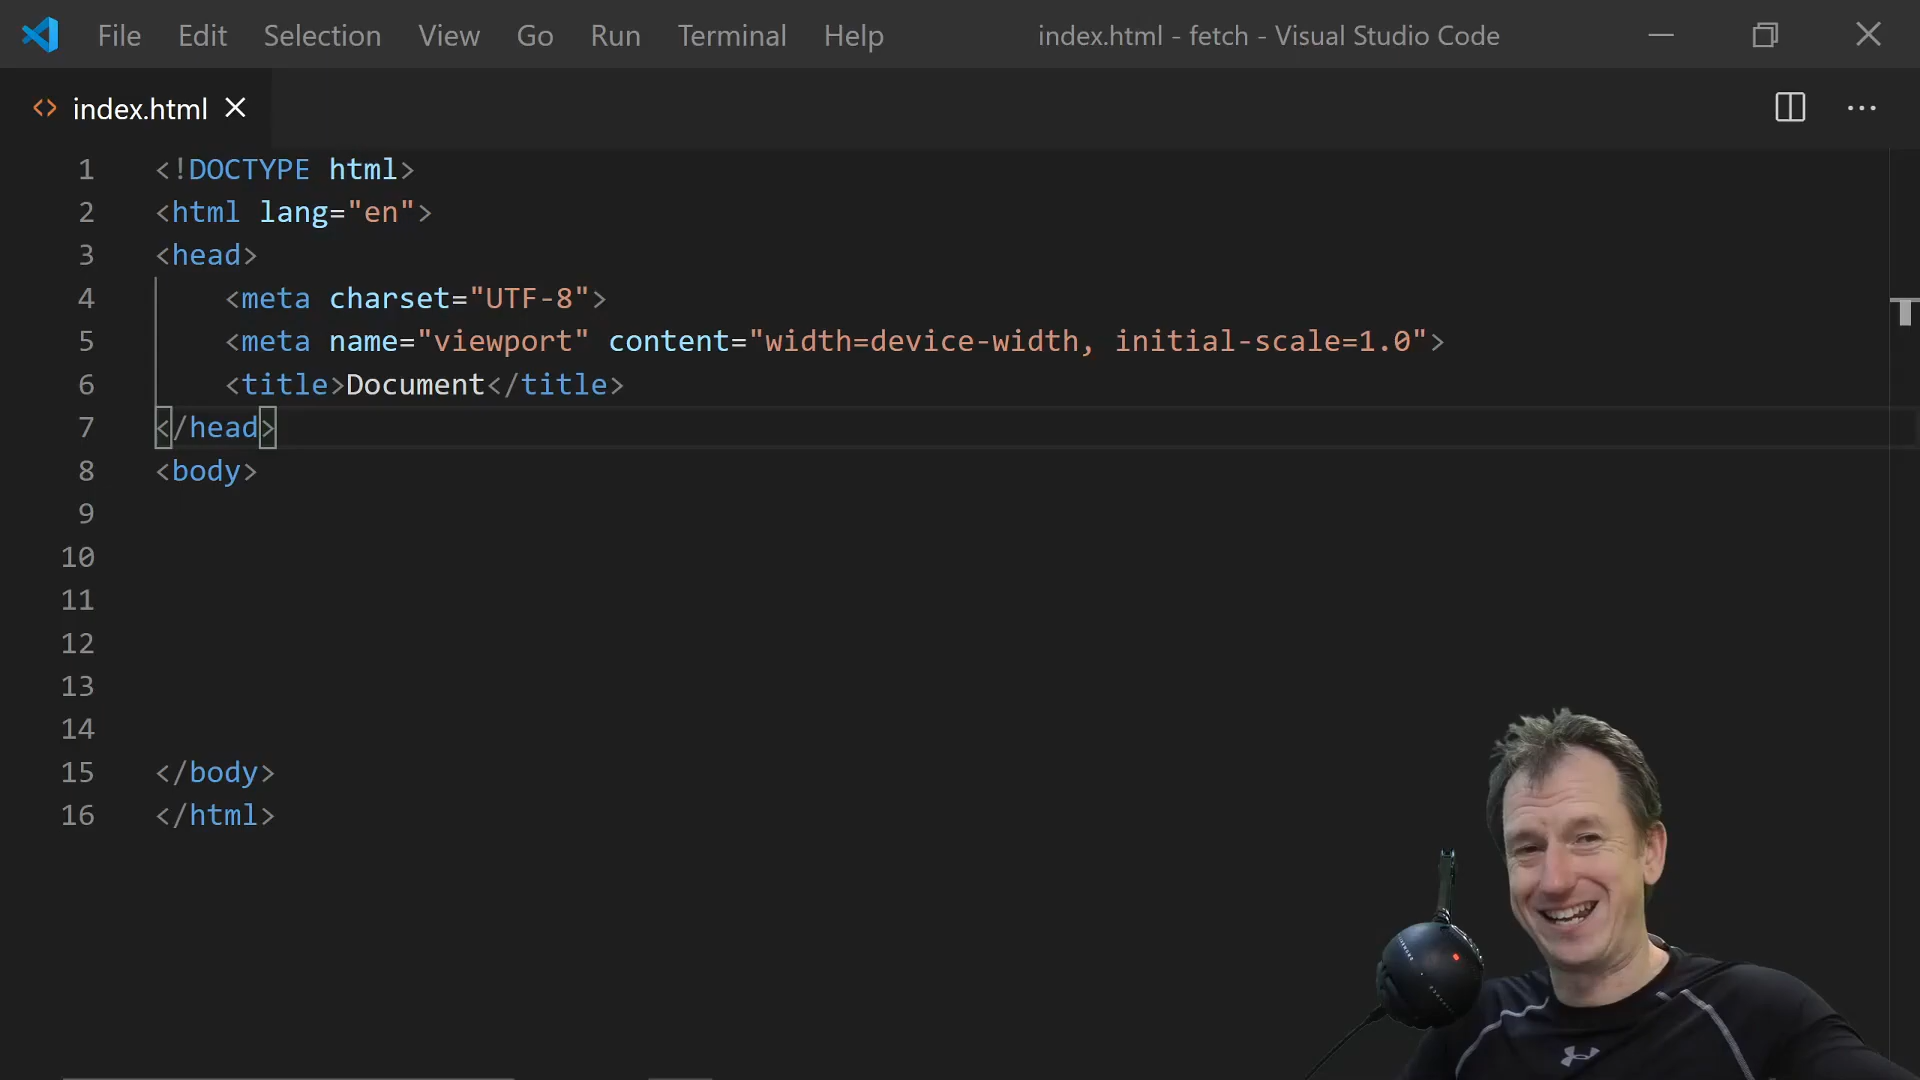 File Edit Selection View Go Run Terminal Help index.html - fetch - Visual Studio Code
index.html
1 <!DOCTYPE html>
2 <html lang="en">
3 <head>
4 <meta charset="UTF-8">
5 <meta name="viewport" content="width=device-width, initial-scale=1.0">
6 <title>Document</title>
7 </head>
8 <body>
9
10
11
12
13
14
15 </body>
16 </html>